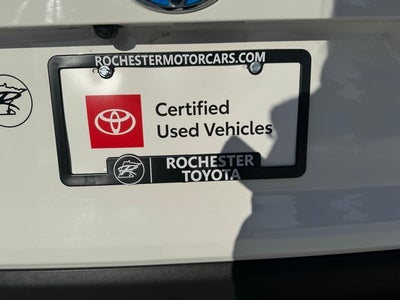 ROCHESTERMOTORCARS.COM
Certified
Used Vehicles
ROCHESTER
TOYOTA